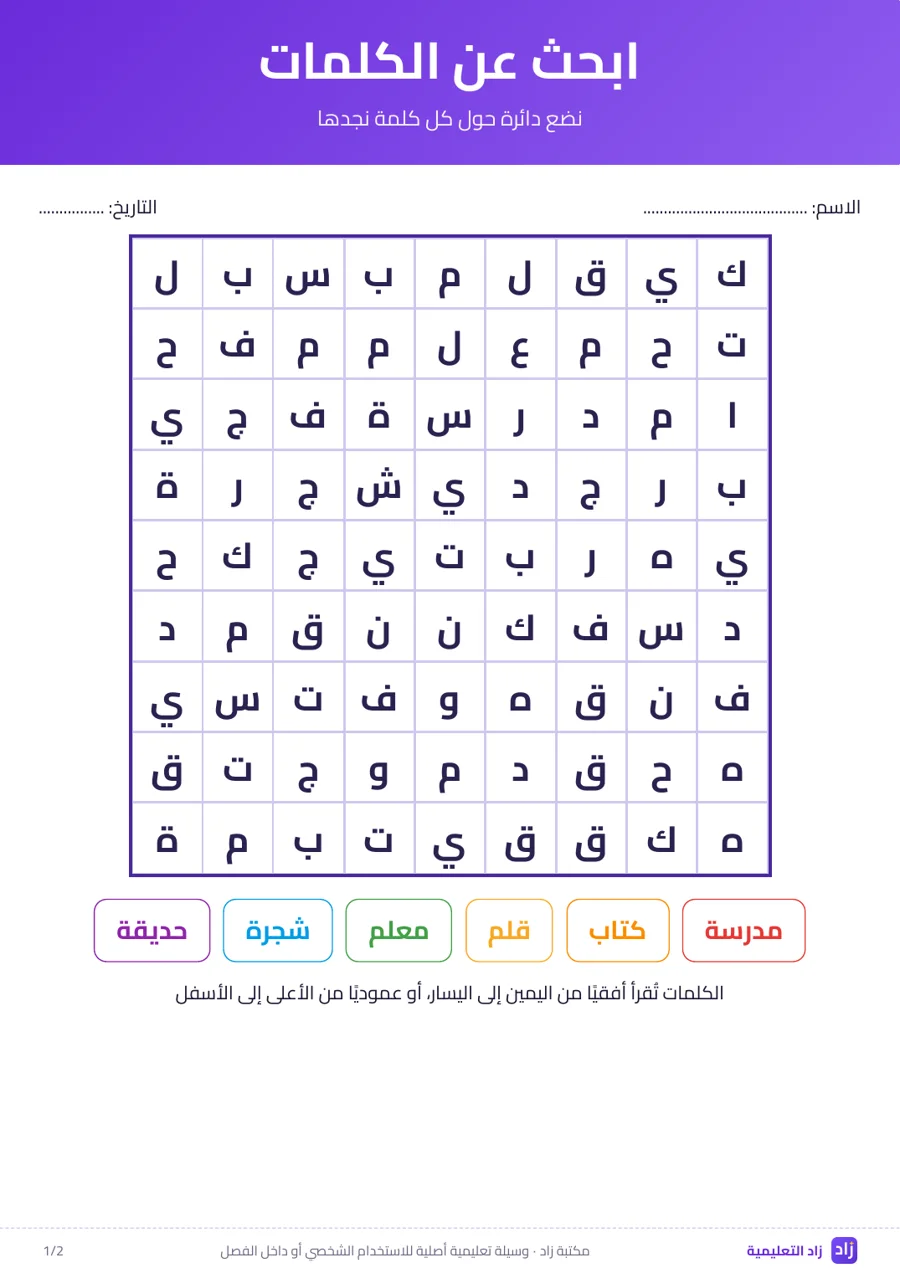 ابحث عن الكلمات
نضع دائرة حول كل كلمة نجدها
الاسم: ........................................ التاريخ: ................
ك ي ق ل م ب س ب ل
ت ح م ع ل م م ف ح
ا م د ر س ة ف ج ي
ب ر ج د ي ش ج ر ة
ي ه ر ب ت ي ج ك ح
د س ف ك ن ن ق م د
ف ن ق ه و ف ت س ي
ه ح ق د م و ج ت ق
ه ك ق ق ي ت ب م ة
مدرسة كتاب قلم معلم شجرة حديقة
الكلمات تُقرأ أفقيًا من اليمين إلى اليسار، أو عموديًا من الأعلى إلى الأسفل
زاد زاد التعليمية مكتبة زاد · وسيلة تعليمية أصلية للاستخدام الشخصي أو داخل الفصل 1/2